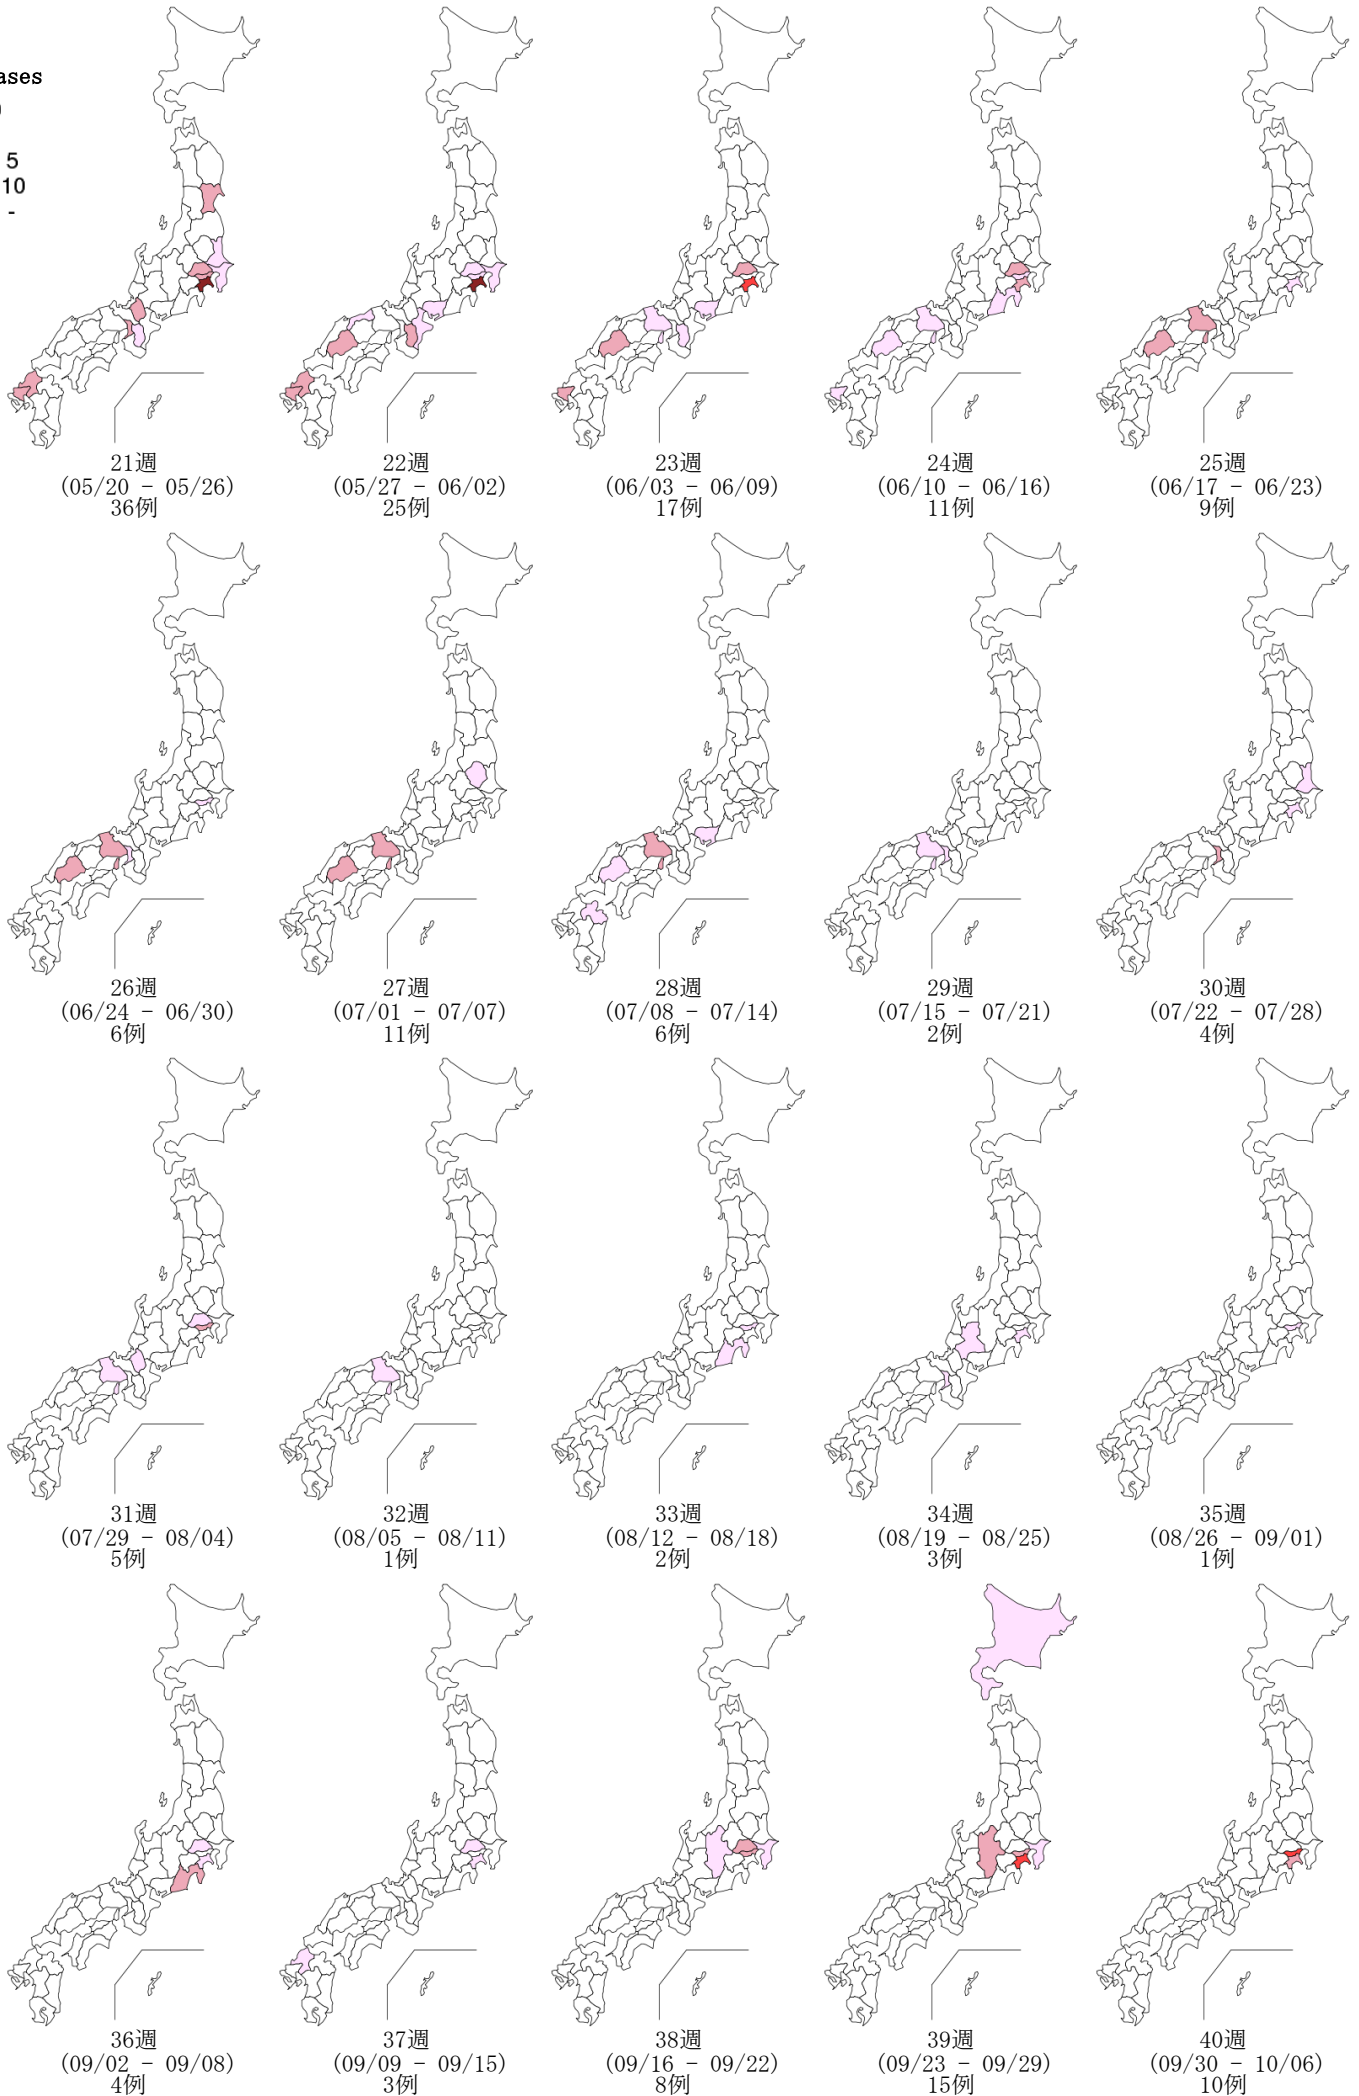 ases
5
10
-
21週
(05/20 - 05/26)
36例
22週
(05/27 - 06/02)
25例
23週
(06/03 - 06/09)
17例
24週
(06/10 - 06/16)
11例
25週
(06/17 - 06/23)
9例
26週
(06/24 - 06/30)
6例
27週
(07/01 - 07/07)
11例
28週
(07/08 - 07/14)
6例
29週
(07/15 - 07/21)
2例
30週
(07/22 - 07/28)
4例
31週
(07/29 - 08/04)
5例
32週
(08/05 - 08/11)
1例
33週
(08/12 - 08/18)
2例
34週
(08/19 - 08/25)
3例
35週
(08/26 - 09/01)
1例
36週
(09/02 - 09/08)
4例
37週
(09/09 - 09/15)
3例
38週
(09/16 - 09/22)
8例
39週
(09/23 - 09/29)
15例
40週
(09/30 - 10/06)
10例